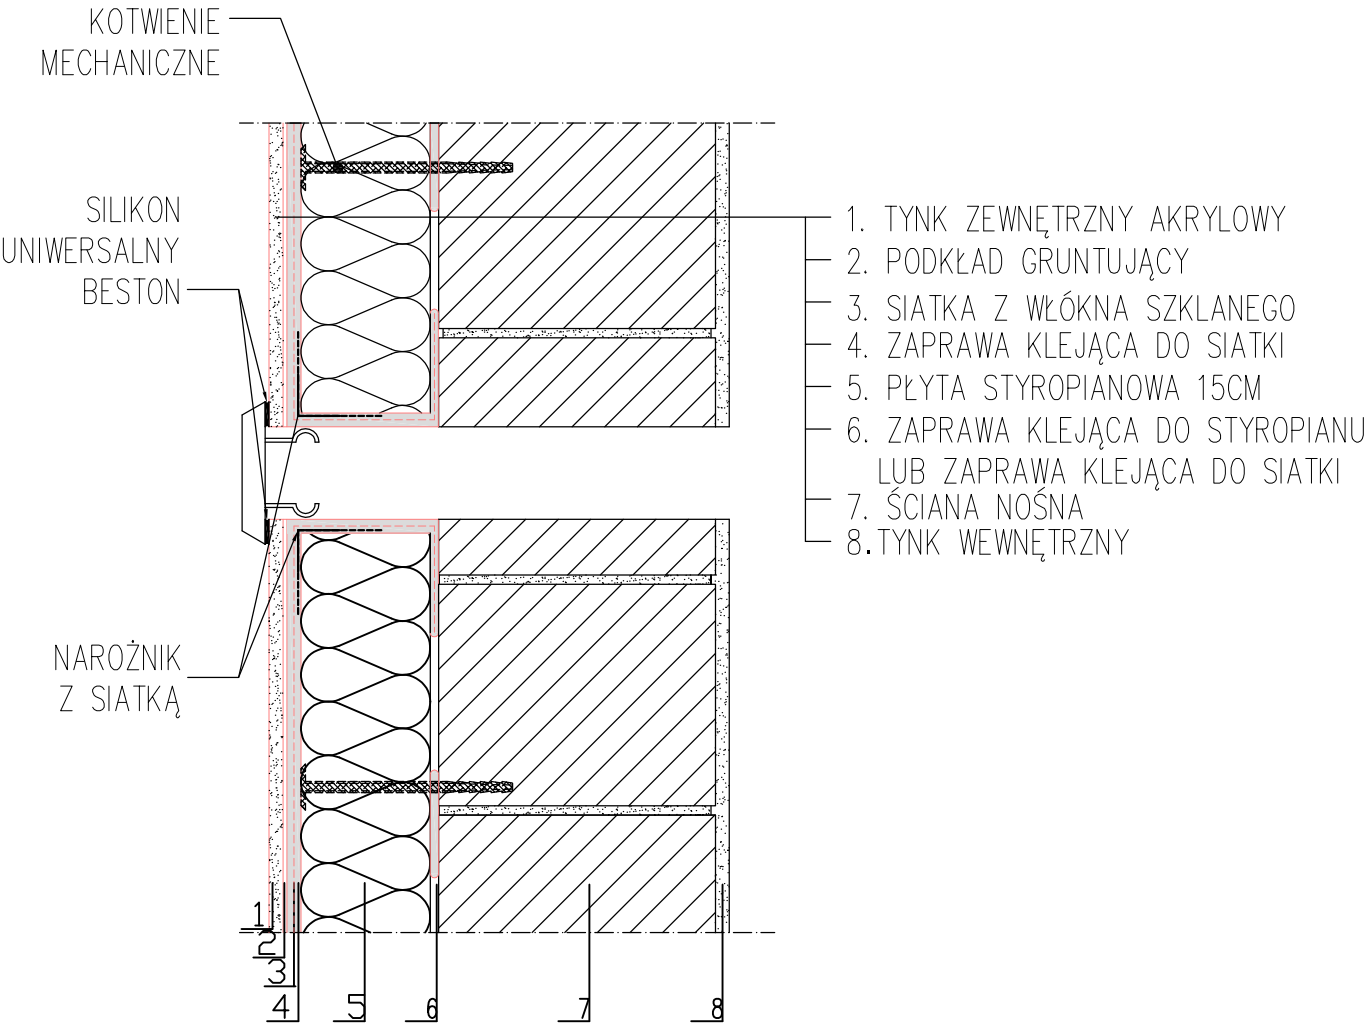 KOTWIENIE
MECHANICZNE
SILIKON
UNIWERSALNY
BESTON
1. TYNK ZEWNĘTRZNY AKRYLOWY
2. PODKŁAD GRUNTUJĄCY
3. SIATKA Z WŁÓKNA SZKLANEGO
4. ZAPRAWA KLEJĄCA DO SIATKI
5. PŁYTA STYROPIANOWA 15CM
6. ZAPRAWA KLEJĄCA DO STYROPIANU
LUB ZAPRAWA KLEJĄCA DO SIATKI
7. ŚCIANA NOŚNA
8. TYNK WEWNĘTRZNY
NAROŻNIK
Z SIATKĄ
1
2
3
4 5 6 7 8